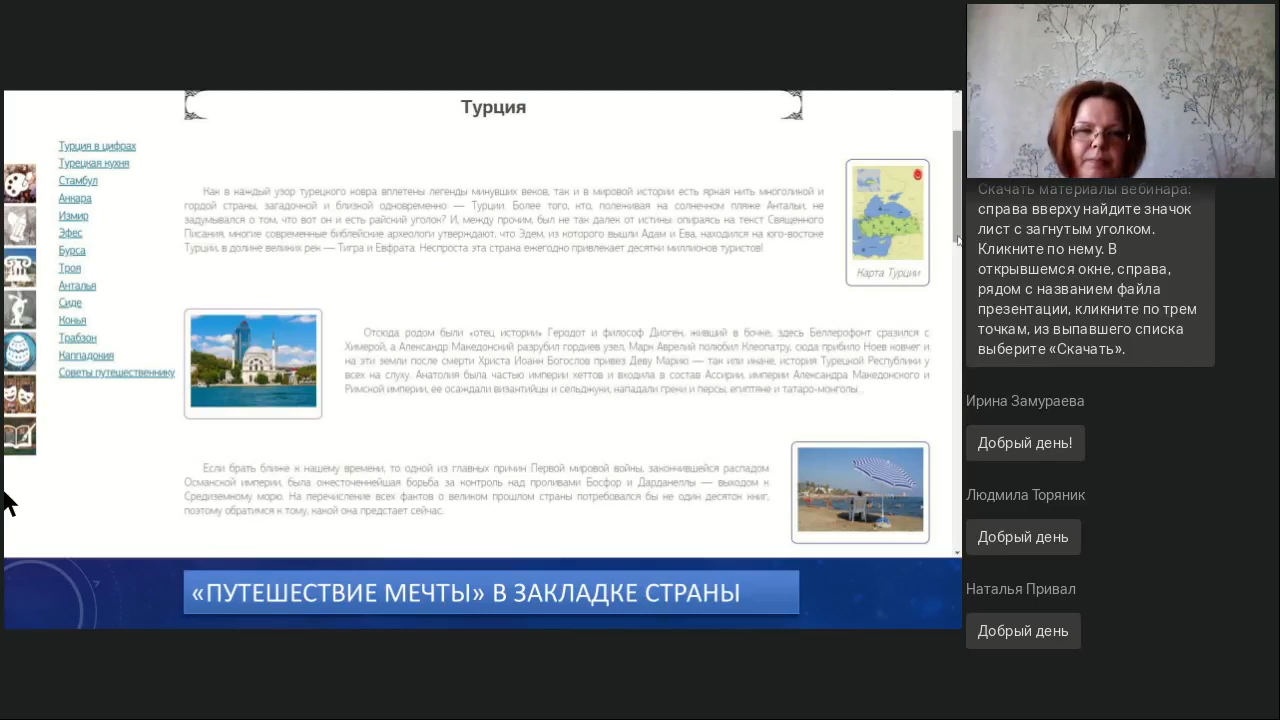 Турция
Турция в цифрах
Турецкая кухня
Стамбул
Анкара
Измир
Эфес
Бурса
Троя
Анталья
Сиде
Конья
Трабзон
Каппадокия
Советы путешественнику
Как в каждый узор турецкого ковра вплетены легенды минувших веков, так и в мировой истории есть яркая нить многоликой и
гордой страны, загадочной и близкой одновременно — Турции. Более того, кто, полеживая на солнечном пляже Антальи, не
задумывался о том, что вот он и есть райский уголок? И, между прочим, был не так далек от истины: опираясь на текст Священного
Писания, многие современные библейские археологи утверждают, что Эдем, из которого вышли Адам и Ева, находился на юго-востоке
Турции, в долине великих рек — Тигра и Евфрата. Неспроста эта страна ежегодно привлекает десятки миллионов туристов!
Карта Турции
Отсюда родом были «отец истории» Геродот и философ Диоген, живший в бочке, здесь Беллерофонт сразился с
Химерой, а Александр Македонский разрубил гордиев узел, Марк Аврелий полюбил Клеопатру, сюда прибило Ноев ковчег и
на эти земли после смерти Христа Иоанн Богослов привез Деву Марию — так или иначе, история Турецкой Республики у
всех на слуху. Анатолия была частью империи хеттов и входила в состав Ассирии, империи Александра Македонского и
Римской империи, ее осаждали византийцы и сельджуки, нападали греки и персы, египтяне и татаро-монголы...
Если брать ближе к нашему времени, то одной из главных причин Первой мировой войны, закончившейся распадом
Османской империи, была ожесточеннейшая борьба за контроль над проливами Босфор и Дарданеллы — выходом к
Средиземному морю. На перечисление всех фактов о великом прошлом страны потребовался бы не один десяток книг,
поэтому обратимся к тому, какой она предстает сейчас.
«ПУТЕШЕСТВИЕ МЕЧТЫ» В ЗАКЛАДКЕ СТРАНЫ
Скачать материалы вебинара:
справа вверху найдите значок
лист с загнутым уголком.
Кликните по нему. В
открывшемся окне, справа,
рядом с названием файла
презентации, кликните по трем
точкам, из выпавшего списка
выберите «Скачать».
Ирина Замураева
Добрый день!
Людмила Торяник
Добрый день
Наталья Привал
Добрый день